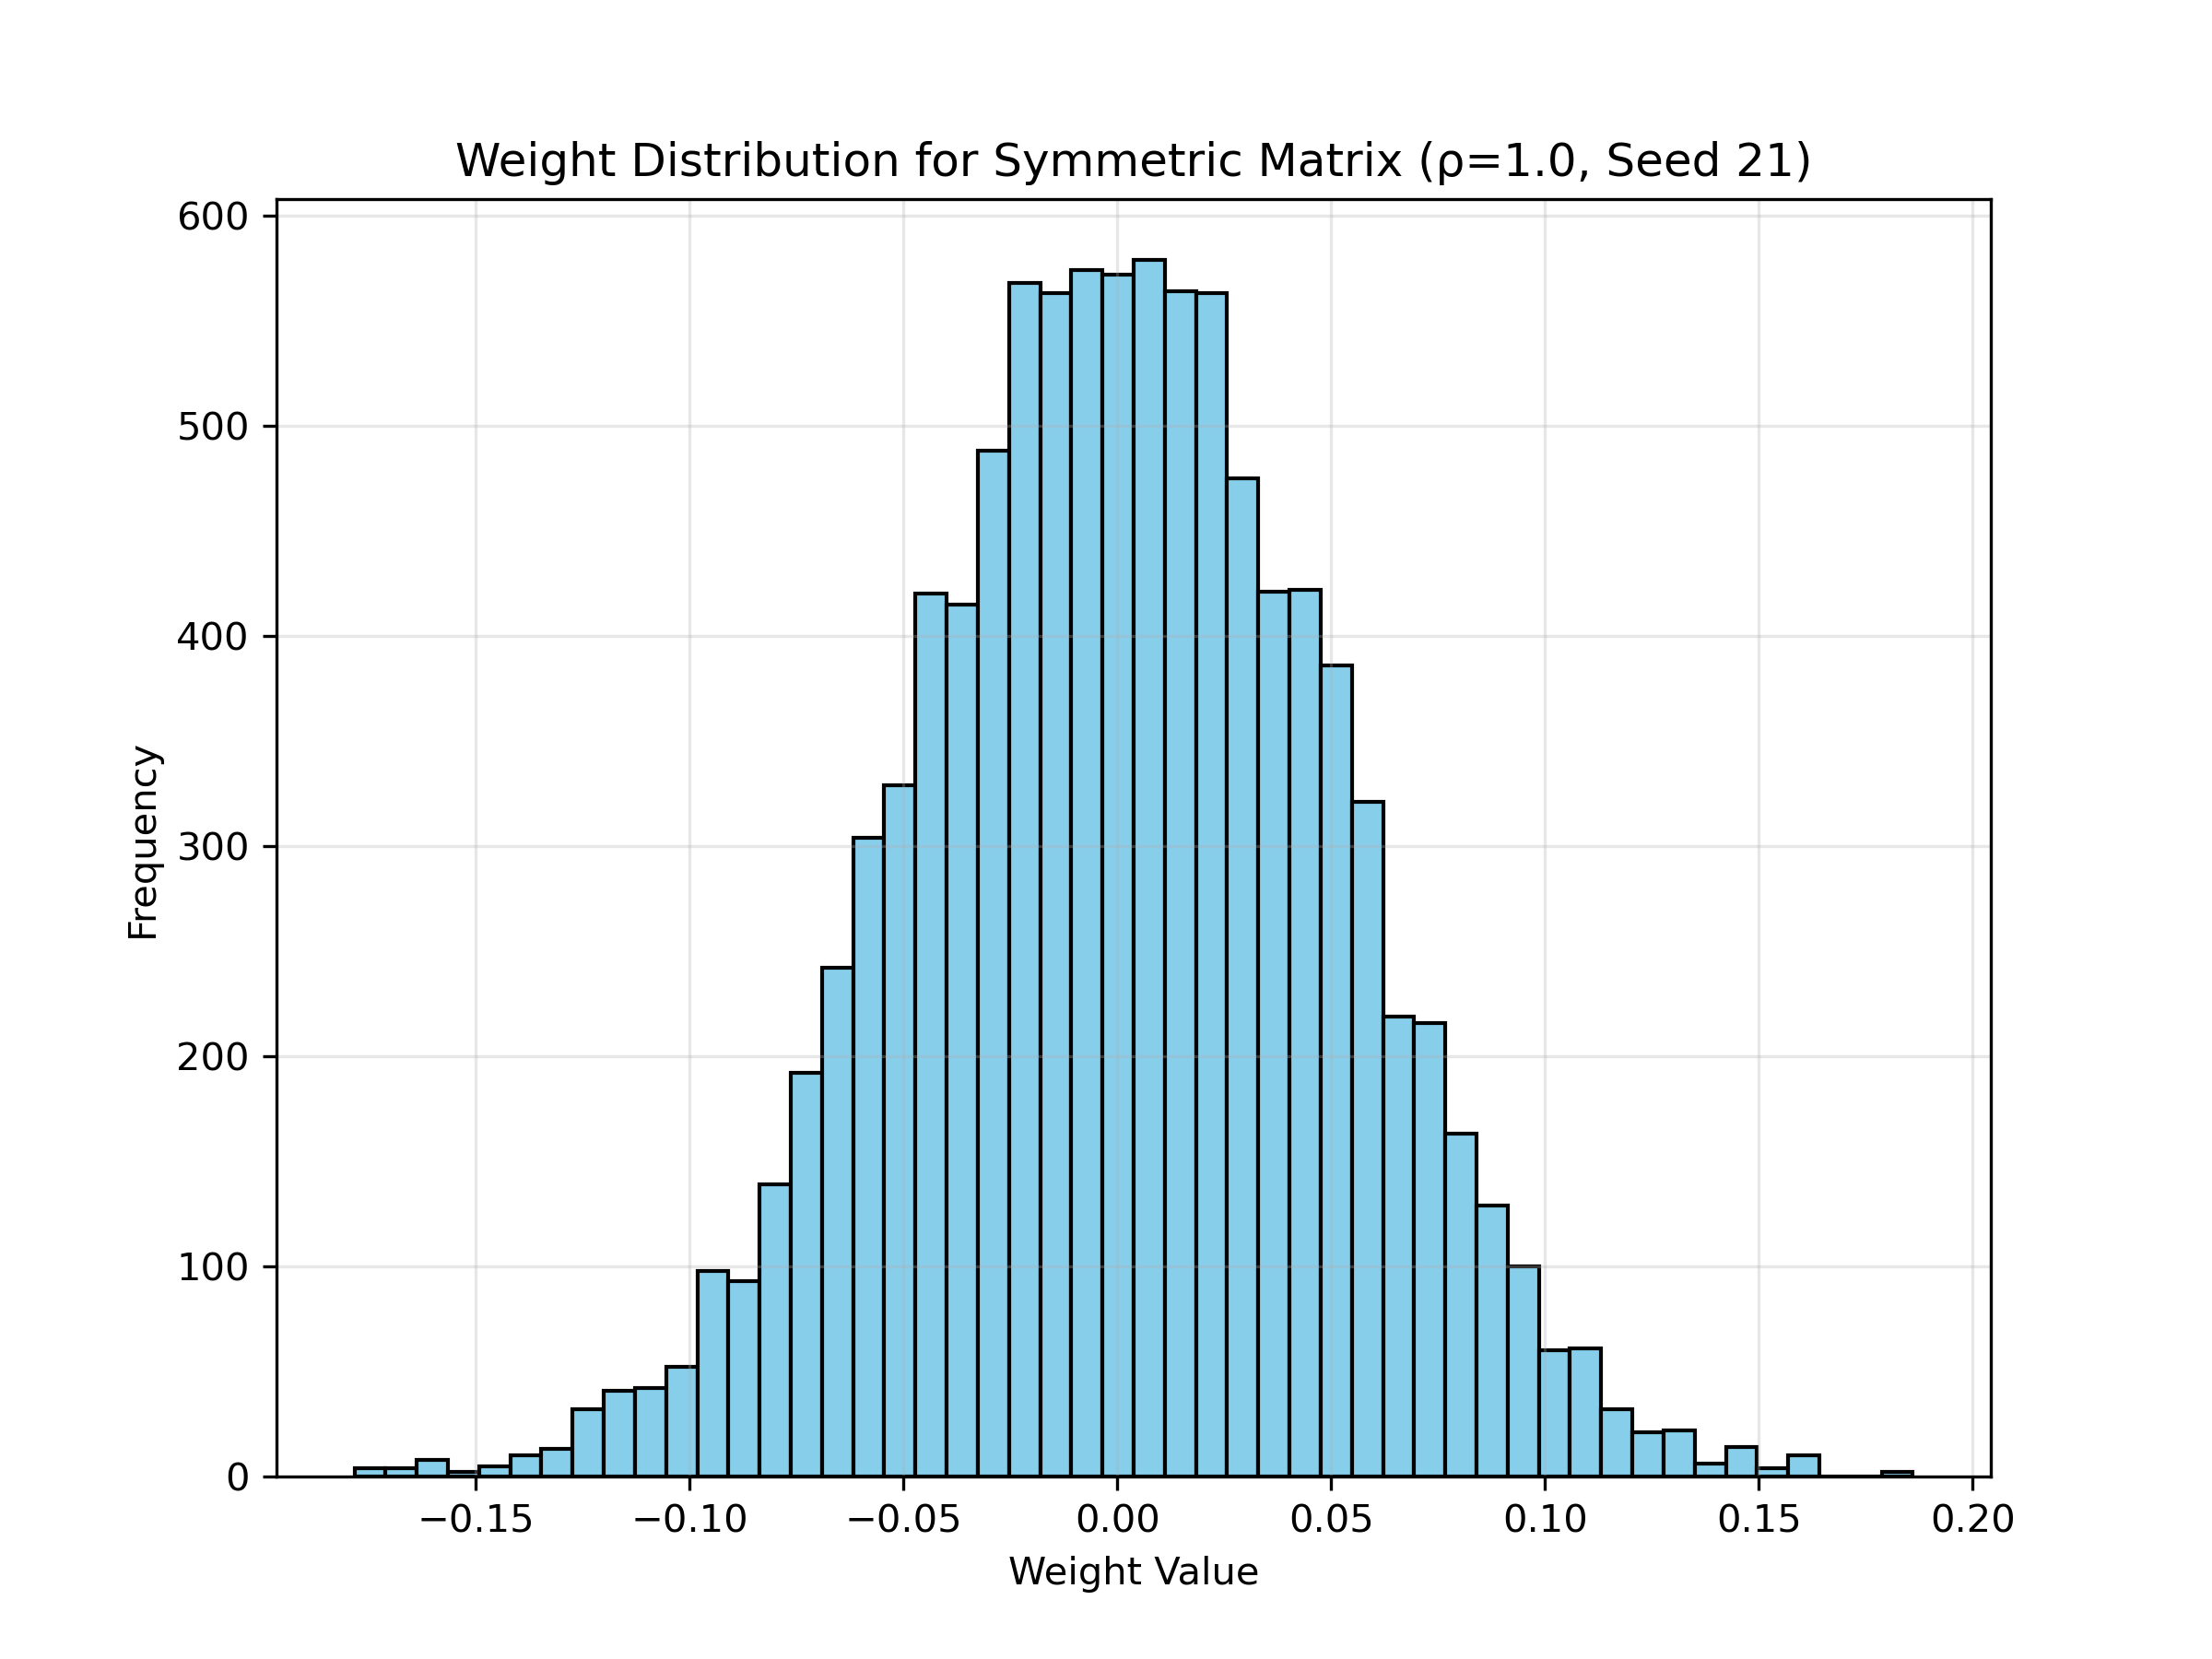 Weight Distribution for Symmetric Matrix (ρ=1.0, Seed 21)
600
500
400
300
200
100
0
Frequency
−0.15 −0.10 −0.05 0.00 0.05 0.10 0.15 0.20
Weight Value